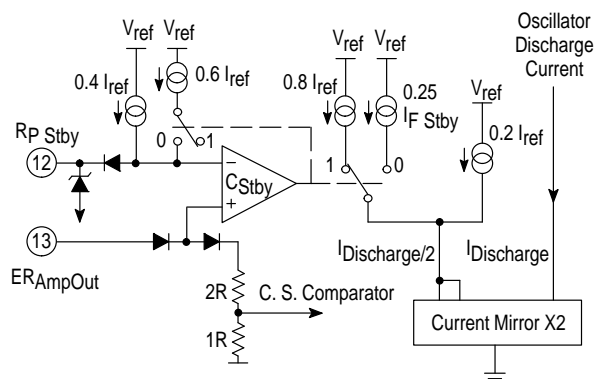 Oscillator
Discharge
Current
Vref
Vref
Vref
Vref
Vref
0.4 Iref
0.6 Iref
0.8 Iref
0.25
IF Stby
0.2 Iref
RP Stby
12
0
1
–
CStby
+
1
0
13
ERAmpOut
IDischarge/2
IDischarge
2R
C. S. Comparator
1R
Current Mirror X2